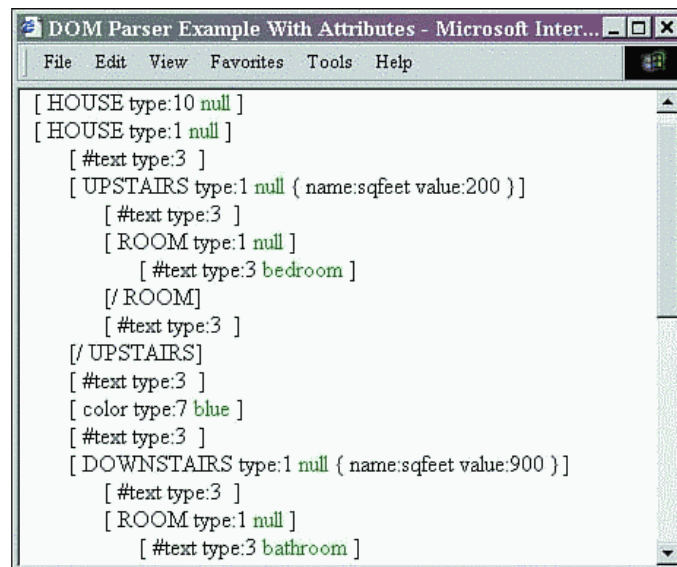 DOM Parser Example With Attributes - Microsoft Inter...
File Edit View Favorites Tools Help
[ HOUSE type:10 null ]
[ HOUSE type:1 null ]
[ #text type:3 ]
[ UPSTAIRS type:1 null { name:sqfeet value:200 } ]
[ #text type:3 ]
[ ROOM type:1 null ]
[ #text type:3 bedroom ]
[/ ROOM]
[ #text type:3 ]
[/ UPSTAIRS]
[ #text type:3 ]
[ color type:7 blue ]
[ #text type:3 ]
[ DOWNSTAIRS type:1 null { name:sqfeet value:900 } ]
[ #text type:3 ]
[ ROOM type:1 null ]
[ #text type:3 bathroom ]